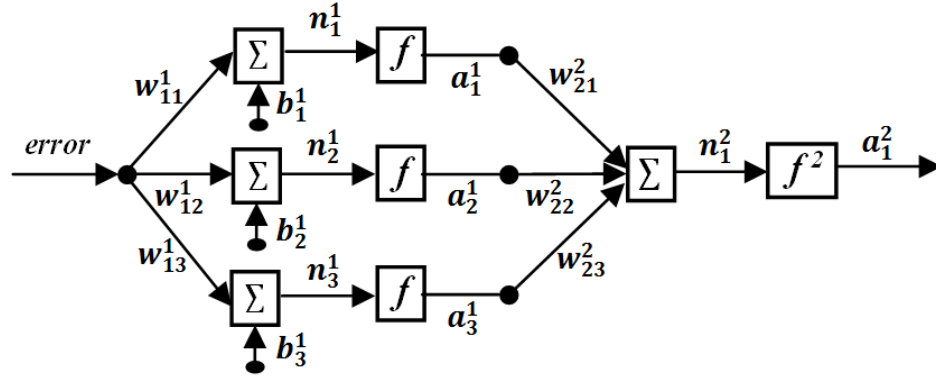 n₁¹
Σ
f
a₁¹
w₁₁¹
b₁¹
w₂₁²
error
n₂¹
Σ
f
a₂¹
w₁₂¹
b₂¹
w₂₂²
Σ
n₁²
f²
a₁²
w₁₃¹
n₃¹
Σ
f
a₃¹
b₃¹
w₂₃²